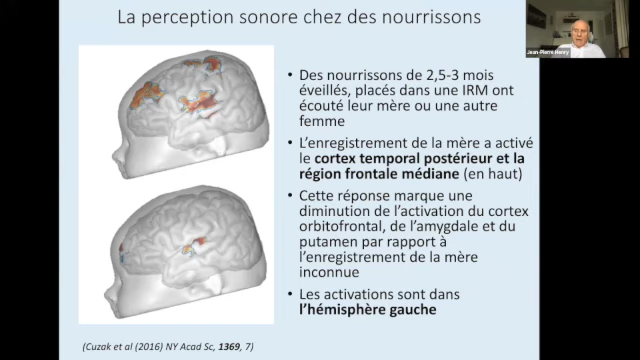 La perception sonore chez des nourrissons
Jean-Pierre Henry
• Des nourrissons de 2,5-3 mois
éveillés, placés dans une IRM ont
écouté leur mère ou une autre
femme
• L'enregistrement de la mère a activé
le cortex temporal postérieur et la
région frontale médiane (en haut)
• Cette réponse marque une
diminution de l'activation du cortex
orbitofrontal, de l'amygdale et du
putamen par rapport à
l'enregistrement de la mère
inconnue
• Les activations sont dans
l'hémisphère gauche
(Cuzak et al (2016) NY Acad Sc, 1369, 7)